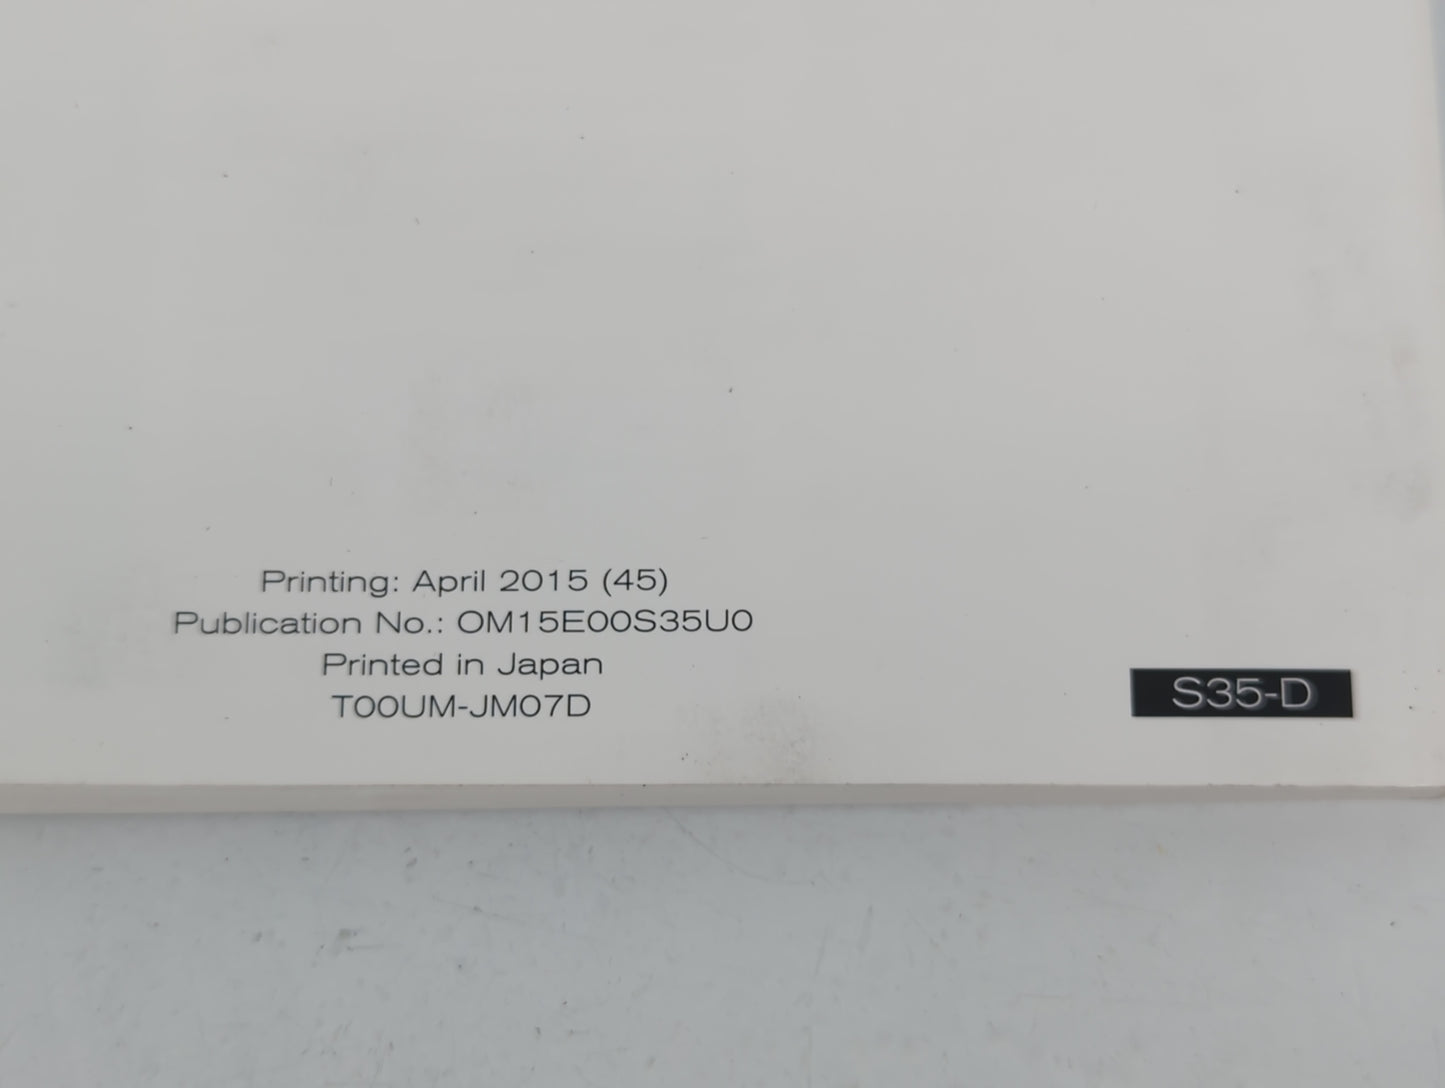 Printing: April 2015 (45)
Publication No.: OM15E00S35U0
Printed in Japan
T00UM-JM07D
S35-D